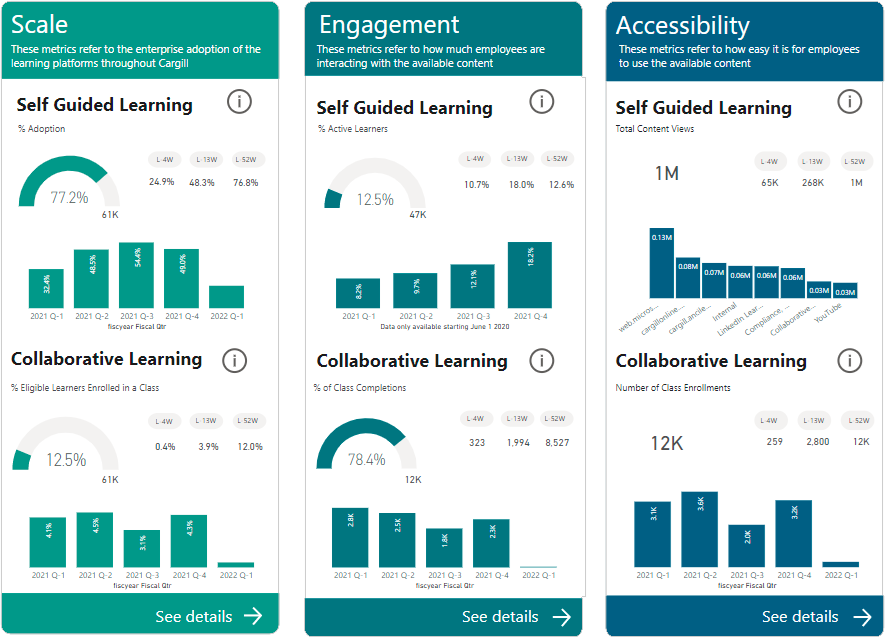 Scale
These metrics refer to the enterprise adoption of the
learning platforms throughout Cargill
Self Guided Learning
% Adoption
L-4W L-13W L-52W
24.9% 48.3% 76.8%
77.2%
61K
32.4% 48.5% 54.4% 49.0%
2021 Q-1 2021 Q-2 2021 Q-3 2021 Q-4 2022 Q-1
fiscyear Fiscal Qtr
Collaborative Learning
% Eligible Learners Enrolled in a Class
L-4W L-13W L-52W
0.4% 3.9% 12.0%
12.5%
61K
4.1% 4.5% 3.1% 4.3%
2021 Q-1 2021 Q-2 2021 Q-3 2021 Q-4 2022 Q-1
fiscyear Fiscal Qtr
See details
Engagement
These metrics refer to how much employees are
interacting with the available content
Self Guided Learning
% Active Learners
L-4W L-13W L-52W
10.7% 18.0% 12.6%
12.5%
47K
8.2% 9.7% 12.1% 18.2%
2021 Q-1 2021 Q-2 2021 Q-3 2021 Q-4
Data only available starting June 1 2020
Collaborative Learning
% of Class Completions
L-4W L-13W L-52W
323 1,994 8,527
78.4%
12K
2.8K 2.5K 1.8K 2.3K
2021 Q-1 2021 Q-2 2021 Q-3 2021 Q-4 2022 Q-1
fiscyear Fiscal Qtr
See details
Accessibility
These metrics refer to how easy it is for employees
to use the available content
Self Guided Learning
Total Content Views
L-4W L-13W L-52W
65K 268K 1M
1M
0.13M 0.08M 0.07M 0.06M 0.06M 0.06M 0.03M 0.03M
web.micros... cargillonline... cargill.ancile... Internal LinkedIn Lear... Compliance, ... Collaborative... YouTube
Collaborative Learning
Number of Class Enrollments
L-4W L-13W L-52W
259 2,800 12K
12K
3.1K 3.6K 2.0K 3.2K
2021 Q-1 2021 Q-2 2021 Q-3 2021 Q-4 2022 Q-1
fiscyear Fiscal Qtr
See details